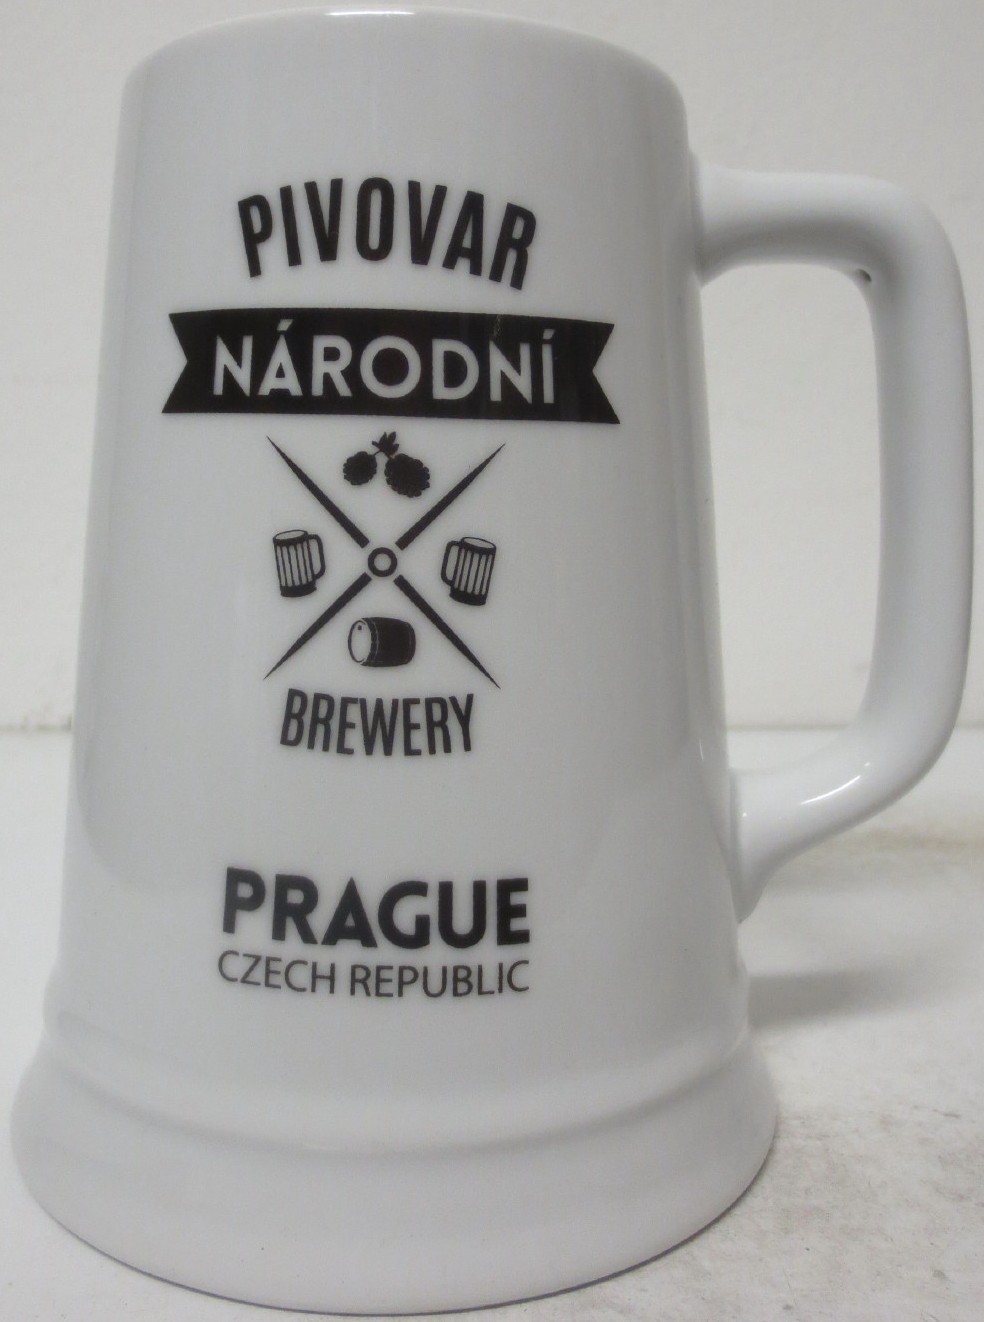 PIVOVAR
NÁRODNÍ
BREWERY
PRAGUE
CZECH REPUBLIC